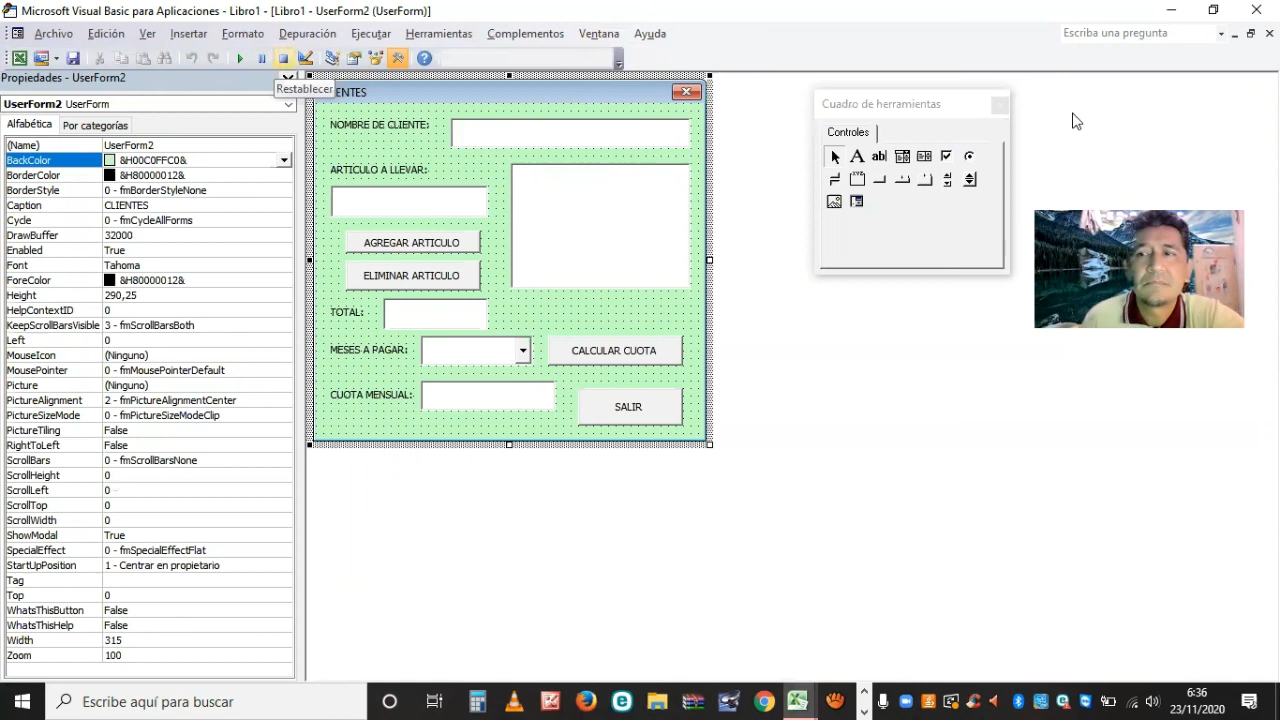 Microsoft Visual Basic para Aplicaciones - Libro1 - [Libro1 - UserForm2 (UserForm)]
Archivo Edición Ver Insertar Formato Depuración Ejecutar Herramientas Complementos Ventana Ayuda
Escriba una pregunta
Propiedades - UserForm2
Restablecer
UserForm2 UserForm
Alfabética Por categorías
(Name) UserForm2
BackColor &H00C0FFC0&
BorderColor &H80000012&
BorderStyle 0 - fmBorderStyleNone
Caption CLIENTES
Cycle 0 - fmCycleAllForms
DrawBuffer 32000
Enabled True
Font Tahoma
ForeColor &H80000012&
Height 290,25
HelpContextID 0
KeepScrollBarsVisible 3 - fmScrollBarsBoth
Left 0
MouseIcon (Ninguno)
MousePointer 0 - fmMousePointerDefault
Picture (Ninguno)
PictureAlignment 2 - fmPictureAlignmentCenter
PictureSizeMode 0 - fmPictureSizeModeClip
PictureTiling False
RightToLeft False
ScrollBars 0 - fmScrollBarsNone
ScrollHeight 0
ScrollLeft 0
ScrollTop 0
ScrollWidth 0
ShowModal True
SpecialEffect 0 - fmSpecialEffectFlat
StartUpPosition 1 - Centrar en propietario
Tag
Top 0
WhatsThisButton False
WhatsThisHelp False
Width 315
Zoom 100
ENTES
NOMBRE DE CLIENTE:
ARTICULO A LLEVAR:
AGREGAR ARTICULO
ELIMINAR ARTICULO
TOTAL:
MESES A PAGAR:
CALCULAR CUOTA
CUOTA MENSUAL:
SALIR
Cuadro de herramientas
Controles
A ab|
Escribe aquí para buscar
6:36
23/11/2020